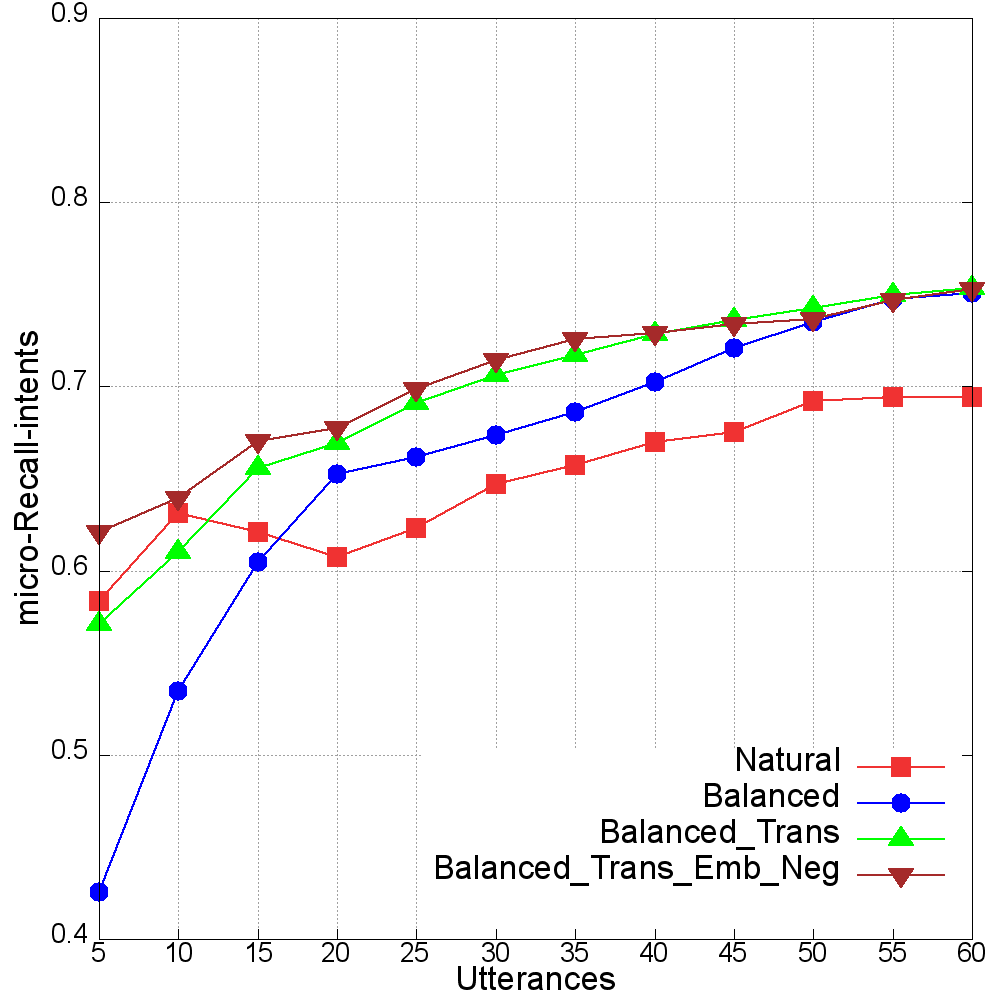 0.9
0.8
0.7
0.6
0.5
0.4
micro-Recall-intents
5 10 15 20 25 30 35 40 45 50 55 60
Utterances
Natural
Balanced
Balanced_Trans
Balanced_Trans_Emb_Neg